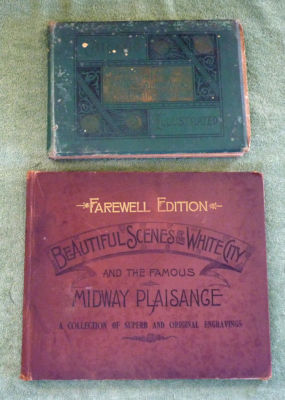 ILLUSTRATED
FAREWELL EDITION
BEAUTIFUL SCENES OF THE WHITE CITY
AND THE FAMOUS
MIDWAY PLAISANCE
A COLLECTION OF SUPERB AND ORIGINAL ENGRAVINGS